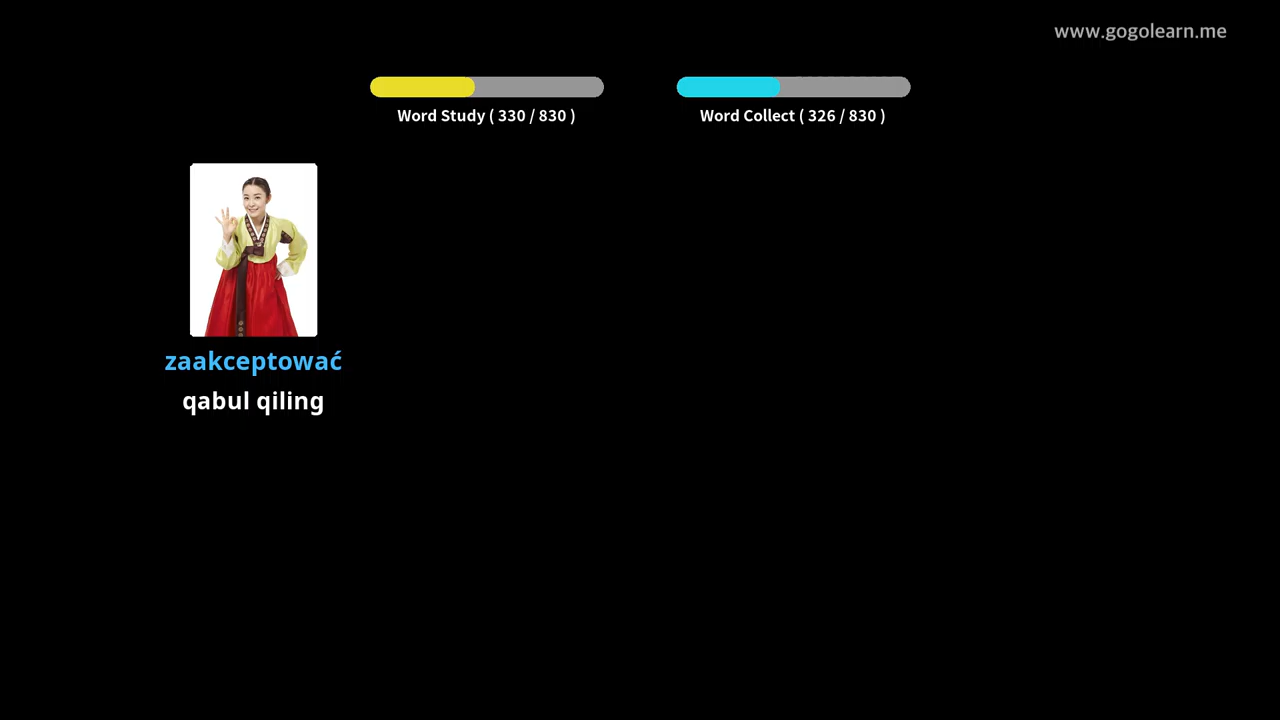 www.gogolearn.me
Word Study ( 330 / 830 )
Word Collect ( 326 / 830 )
zaakceptować
qabul qiling